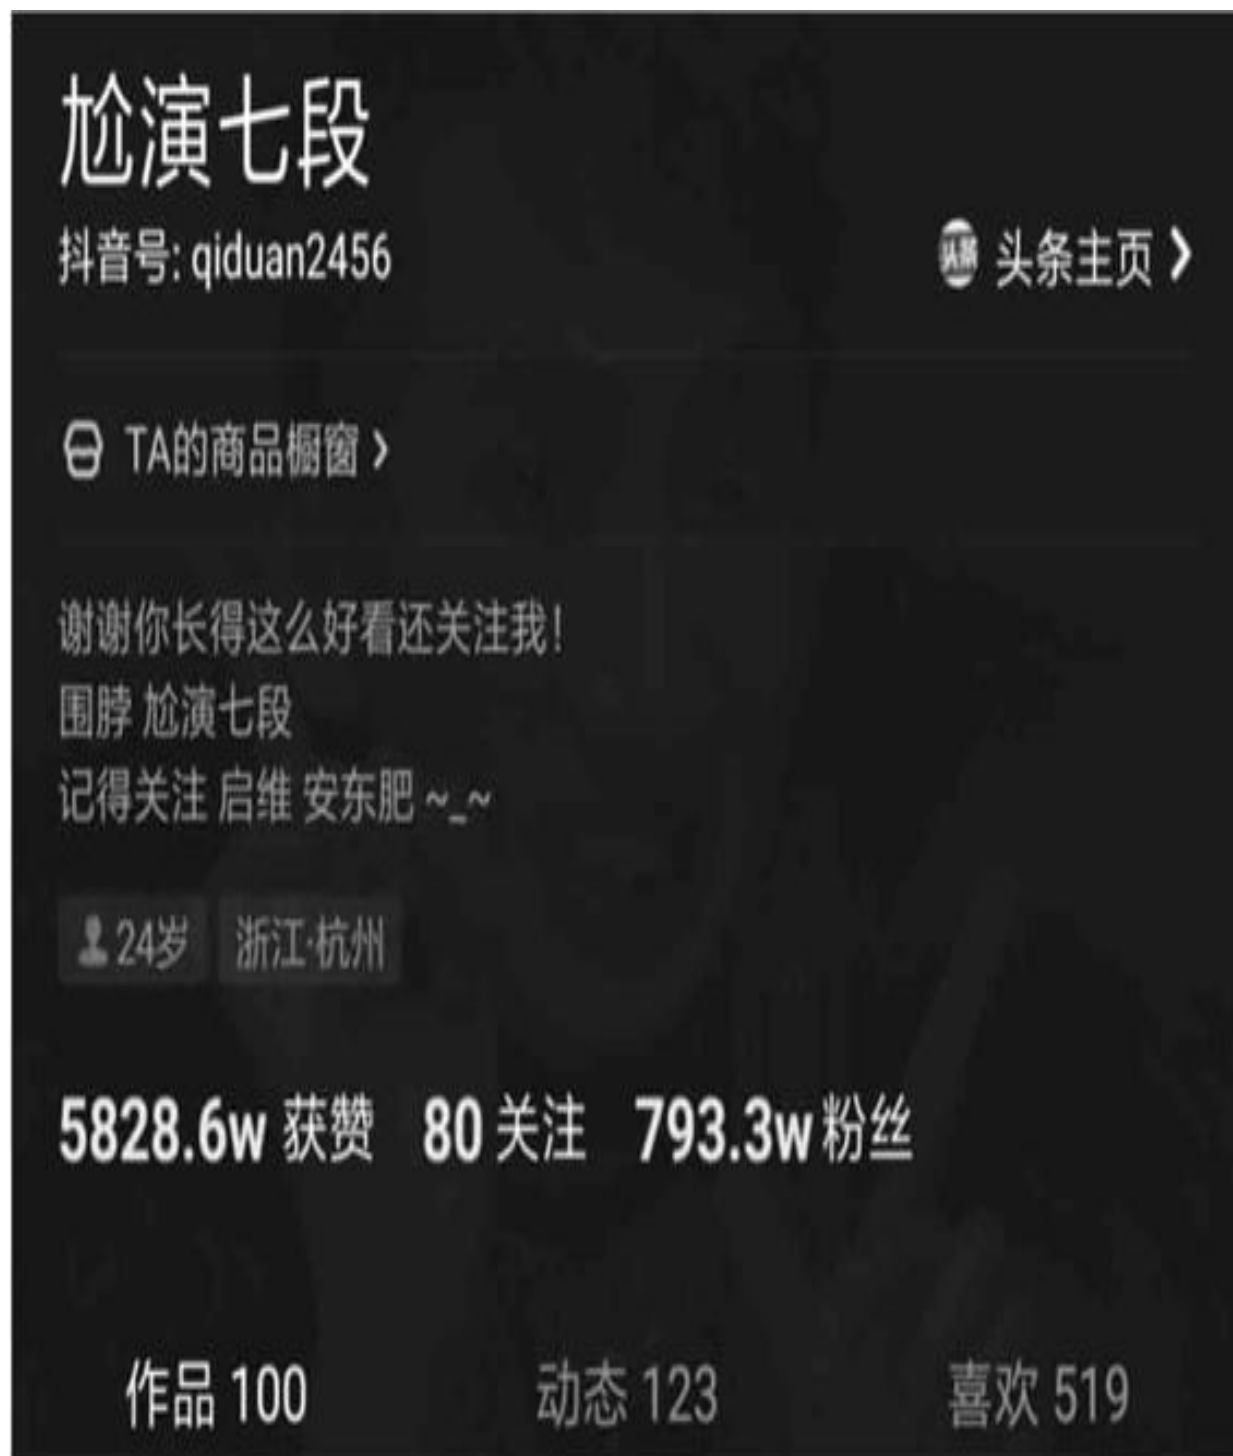 尬演七段
抖音号: qiduan2456
头条 头条主页 >
TA的商品橱窗 >
谢谢你长得这么好看还关注我!
围脖 尬演七段
记得关注 启维 安东肥 ~_~
24岁 浙江·杭州
5828.6w 获赞 80 关注 793.3w 粉丝
作品 100 动态 123 喜欢 519